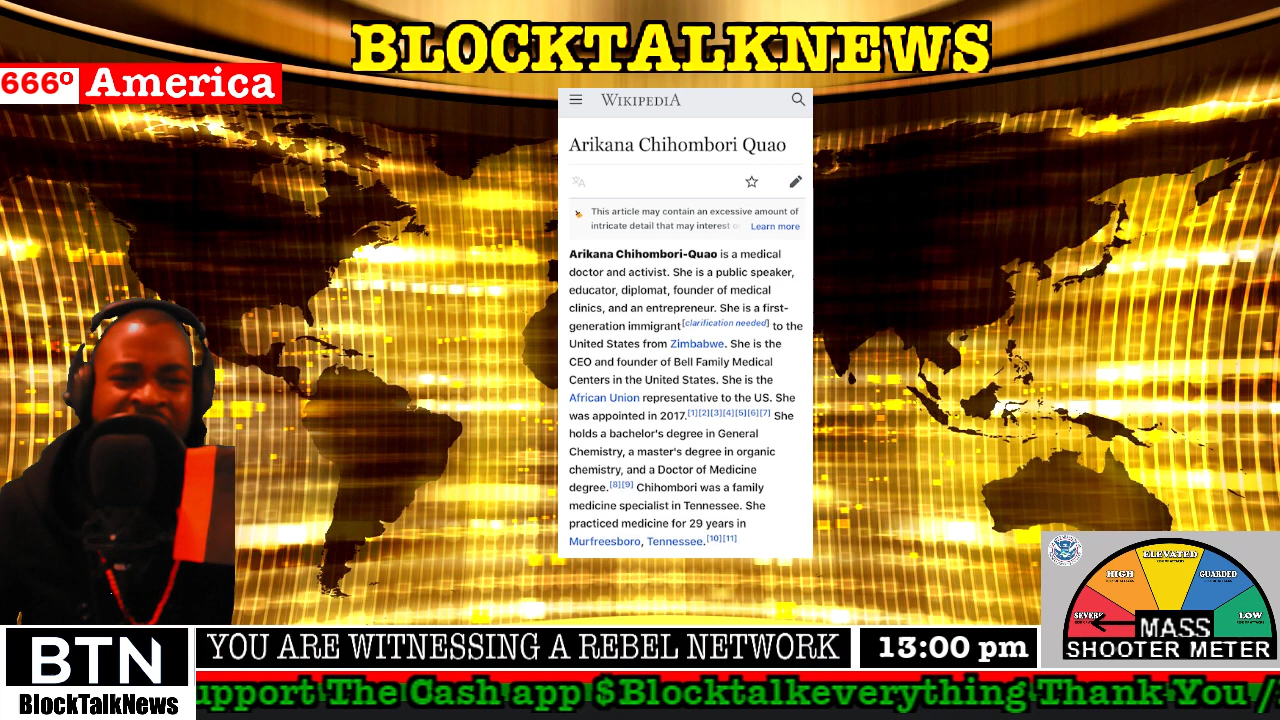 BLOCKTALKNEWS
666º America
WIKIPEDIA
Arikana Chihombori Quao
This article may contain an excessive amount of
intricate detail that may interest
Learn more
Arikana Chihombori-Quao is a medical
doctor and activist. She is a public speaker,
educator, diplomat, founder of medical
clinics, and an entrepreneur. She is a first-
generation immigrant[clarification needed] to the
United States from Zimbabwe. She is the
CEO and founder of Bell Family Medical
Centers in the United States. She is the
African Union representative to the US. She
was appointed in 2017.[1][2][3][4][5][6][7] She
holds a bachelor's degree in General
Chemistry, a master's degree in organic
chemistry, and a Doctor of Medicine
degree.[8][9] Chihombori was a family
medicine specialist in Tennessee. She
practiced medicine for 29 years in
Murfreesboro, Tennessee.[10][11]
SEVERE
HIGH
ELEVATED
GUARDED
LOW
MASS
SHOOTER METER
BTN
BlockTalkNews
YOU ARE WITNESSING A REBEL NETWORK
13:00 pm
upport The Cash app $Blocktalkeverything Thank You /